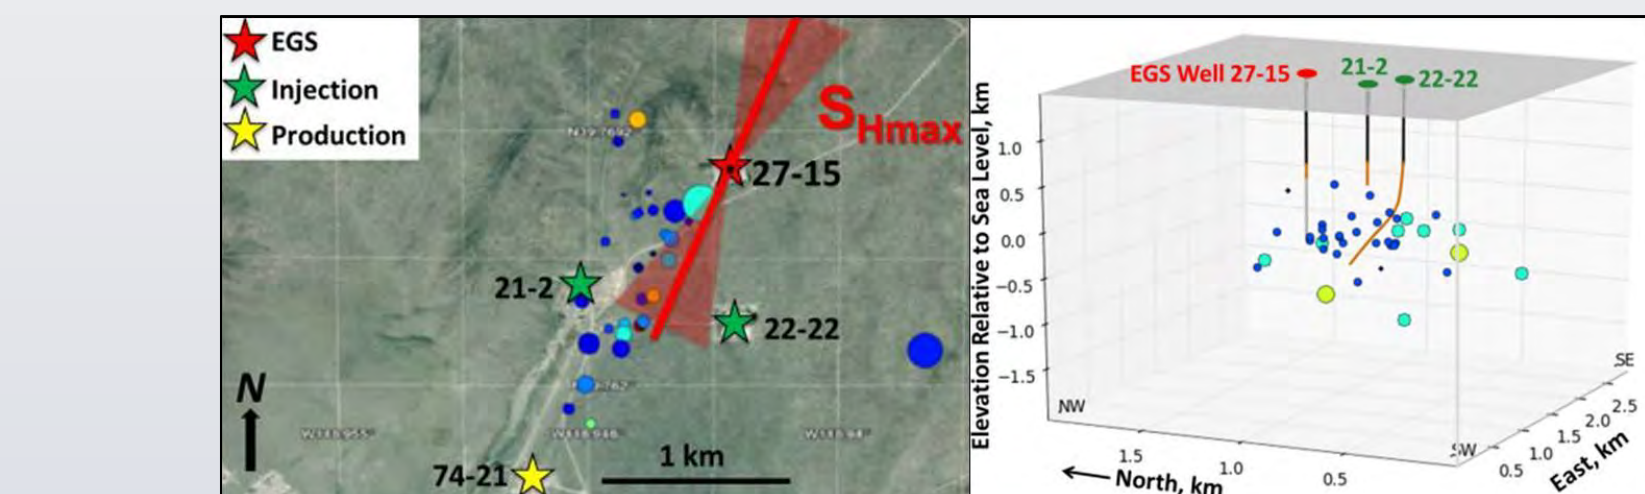 EGS
Injection
Production
SHmax
27-15
21-2
22-22
N
1 km
74-21
EGS Well 27-15
21-2
22-22
Elevation Relative to Sea Level, km
1.0
0.5
0.0
−0.5
−1.0
−1.5
NW
SE
SW
1.5
1.0
0.5
North, km
0.5
1.0
1.5
2.0
2.5
East, km